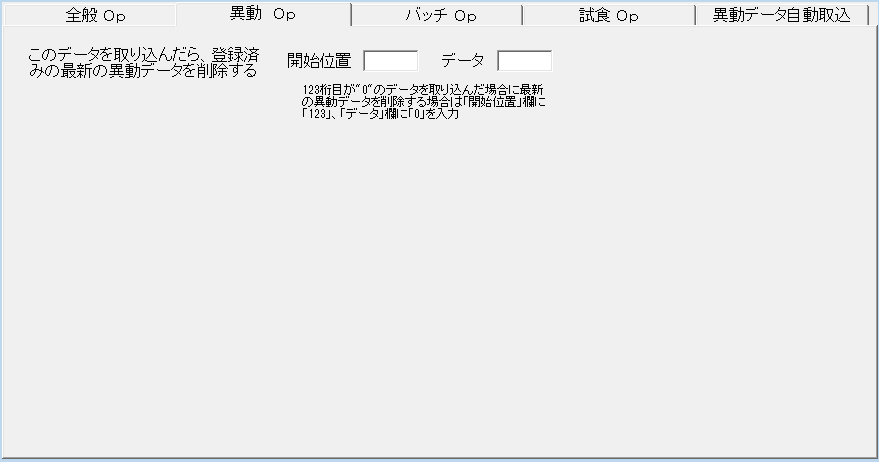 全般 Op
異動 Op
バッチ Op
試食 Op
異動データ自動取込
このデータを取り込んだら、登録済
みの最新の異動データを削除する
開始位置
データ
123桁目が"0"のデータを取り込んだ場合に最新
の異動データを削除する場合は「開始位置」欄に
「123」、「データ」欄に「0」を入力